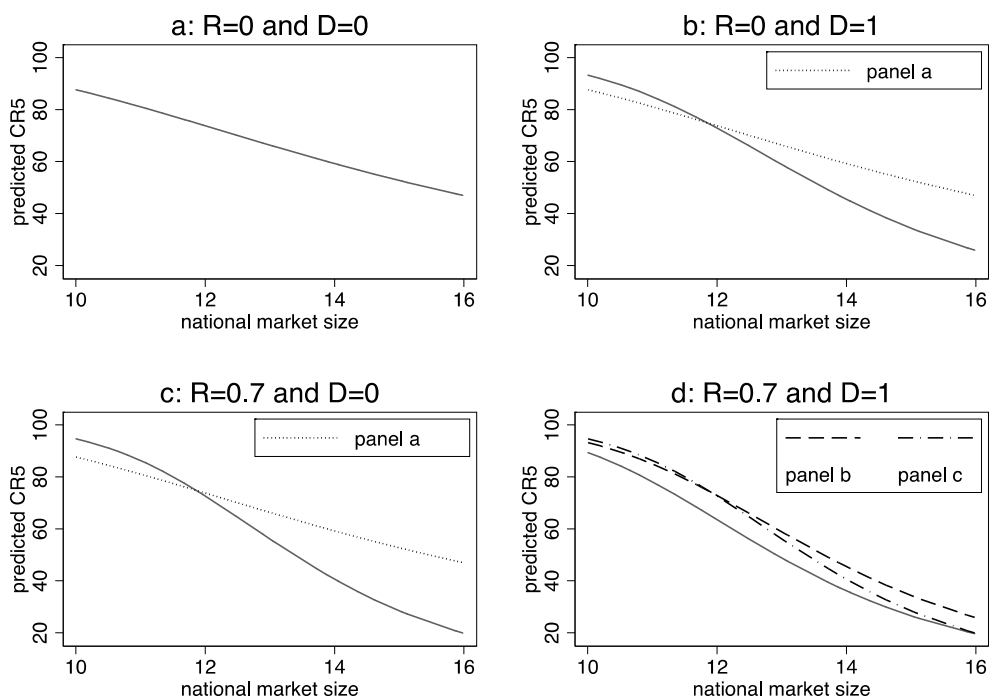 a: R=0 and D=0
predicted CR5
100
80
60
40
20
10
12
14
16
national market size
b: R=0 and D=1
panel a
predicted CR5
100
80
60
40
20
10
12
14
16
national market size
c: R=0.7 and D=0
panel a
predicted CR5
100
80
60
40
20
10
12
14
16
national market size
d: R=0.7 and D=1
panel b
panel c
predicted CR5
100
80
60
40
20
10
12
14
16
national market size